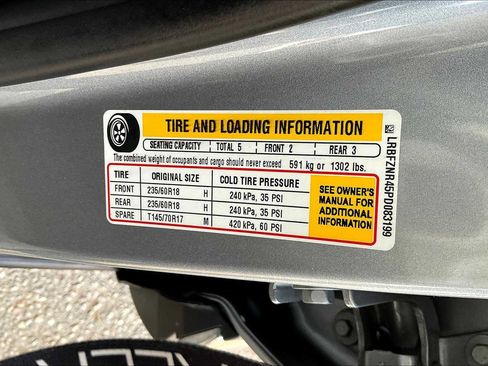 TIRE AND LOADING INFORMATION
SEATING CAPACITY TOTAL 5 FRONT 2 REAR 3
The combined weight of occupants and cargo should never exceed 591 kg or 1302 lbs.
TIRE ORIGINAL SIZE COLD TIRE PRESSURE
FRONT 235/60R18 H 240 kPa, 35 PSI
REAR 235/60R18 H 240 kPa, 35 PSI
SPARE T145/70R17 M 420 kPa, 60 PSI
SEE OWNER'S
MANUAL FOR
ADDITIONAL
INFORMATION
LRBFZNR45PD083199